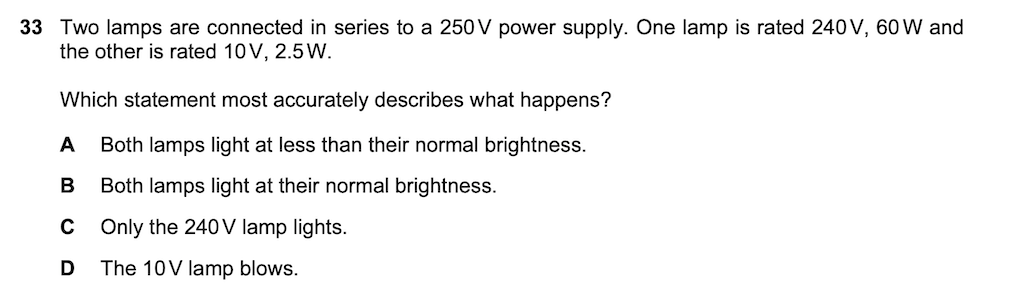 33 Two lamps are connected in series to a 250 V power supply. One lamp is rated 240 V, 60 W and
the other is rated 10 V, 2.5 W.
Which statement most accurately describes what happens?
A Both lamps light at less than their normal brightness.
B Both lamps light at their normal brightness.
C Only the 240 V lamp lights.
D The 10 V lamp blows.